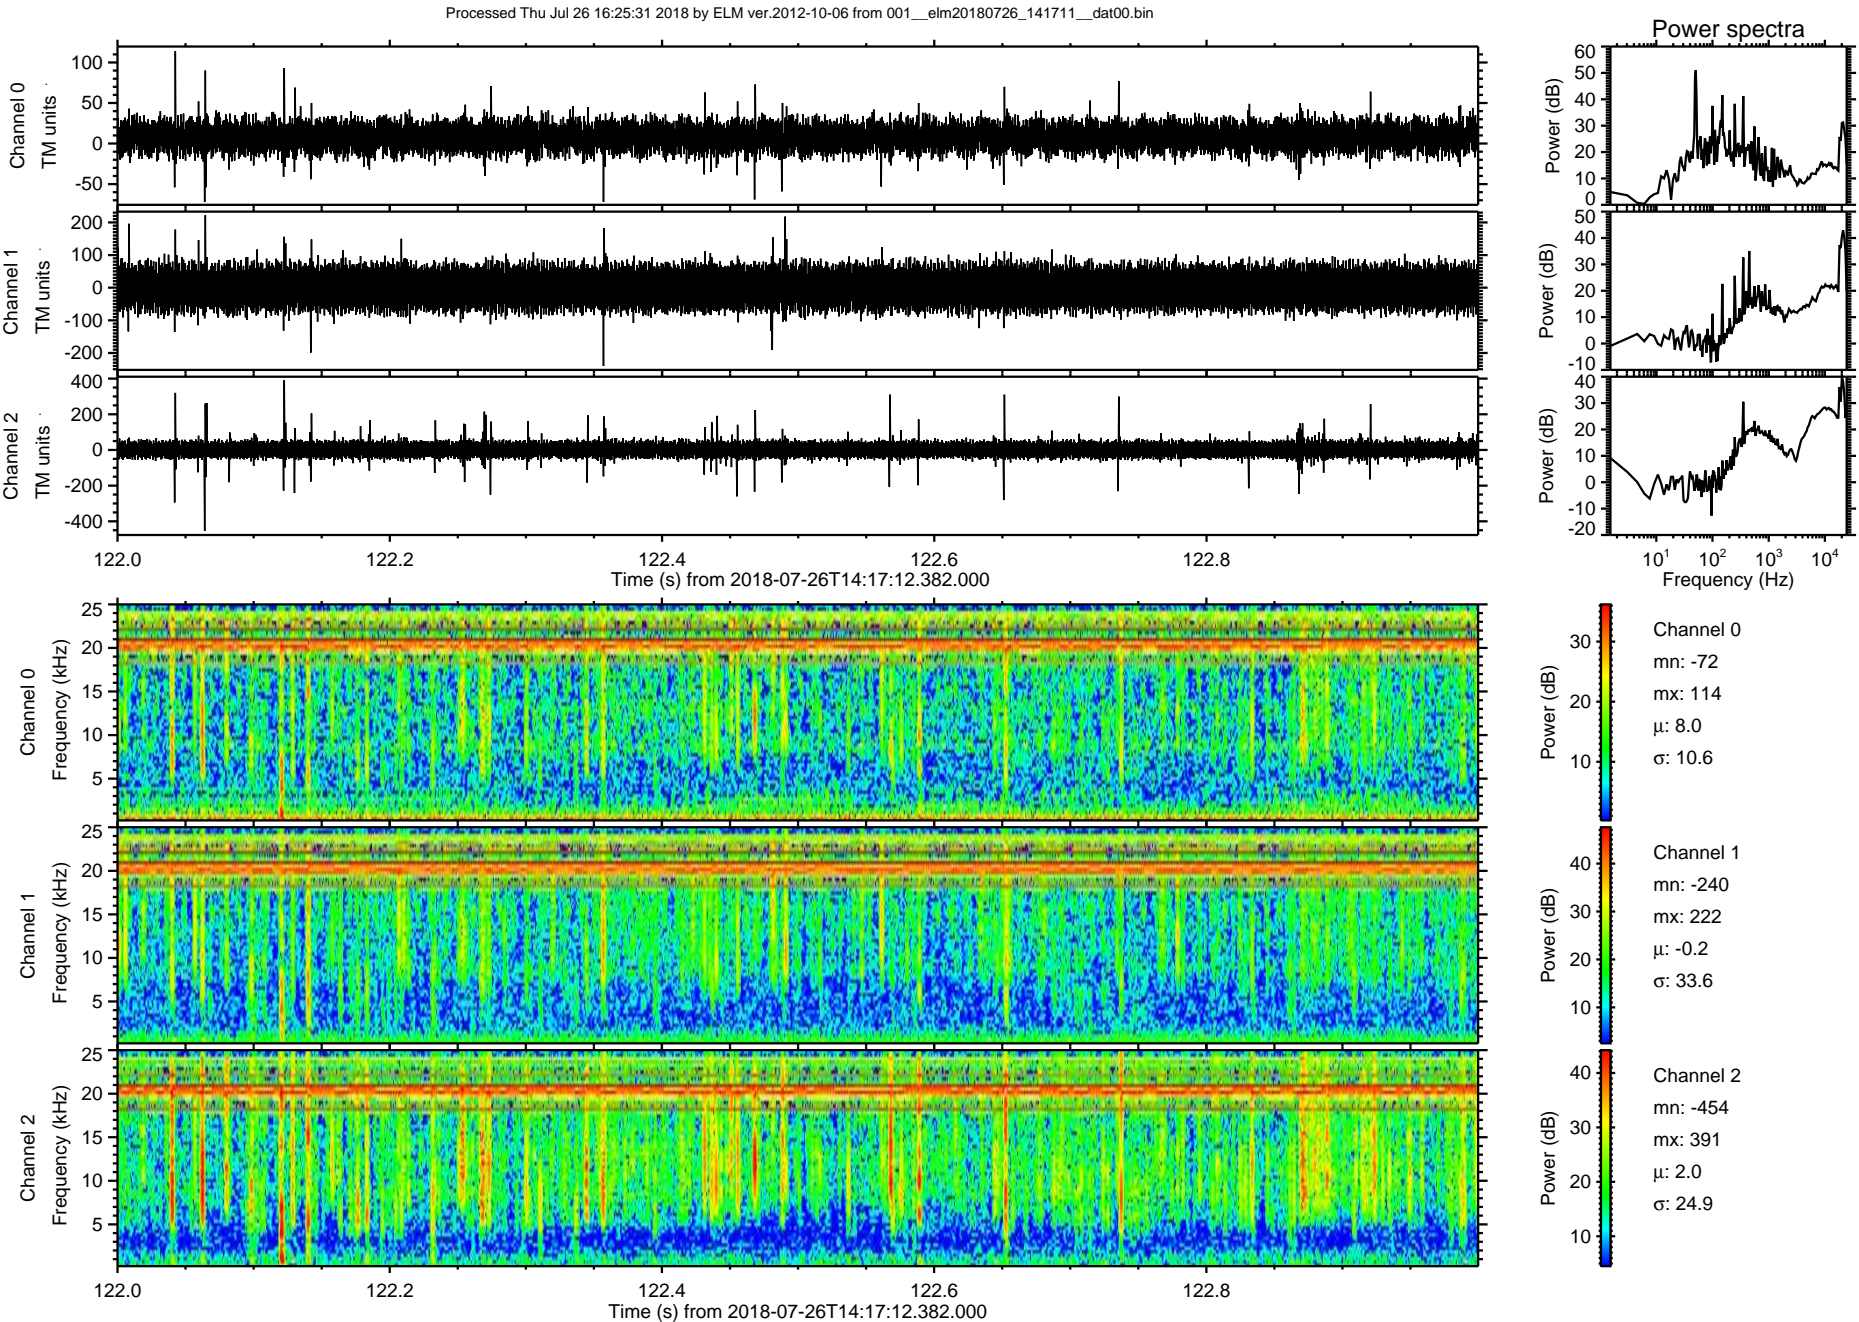 Processed Thu Jul 26 16:25:31 2018 by ELM ver.2012-10-06 from 001__elm20180726_141711__dat00.bin
Power spectra
Channel 0
TM units
100
50
0
-50
Power (dB)
60
50
40
30
20
10
0
Channel 1
TM units
200
100
0
-100
-200
Power (dB)
50
40
30
20
10
0
-10
Channel 2
TM units
400
200
0
-200
-400
Power (dB)
40
30
20
10
0
-10
-20
122.0 122.2 122.4 122.6 122.8
Time (s) from 2018-07-26T14:17:12.382.000
10¹ 10² 10³ 10⁴
Frequency (Hz)
Channel 0
Frequency (kHz)
25
20
15
10
5
Power (dB)
30
20
10
Channel 0
mn: -72
mx: 114
μ: 8.0
σ: 10.6
Channel 1
Frequency (kHz)
25
20
15
10
5
Power (dB)
40
30
20
10
Channel 1
mn: -240
mx: 222
μ: -0.2
σ: 33.6
Channel 2
Frequency (kHz)
25
20
15
10
5
Power (dB)
40
30
20
10
Channel 2
mn: -454
mx: 391
μ: 2.0
σ: 24.9
122.0 122.2 122.4 122.6 122.8
Time (s) from 2018-07-26T14:17:12.382.000